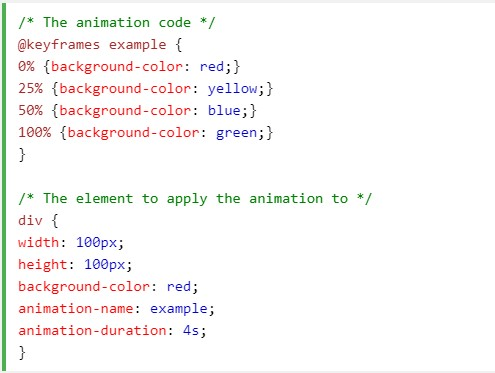 /* The animation code */
@keyframes example {
0% {background-color: red;}
25% {background-color: yellow;}
50% {background-color: blue;}
100% {background-color: green;}
}
/* The element to apply the animation to */
div {
width: 100px;
height: 100px;
background-color: red;
animation-name: example;
animation-duration: 4s;
}